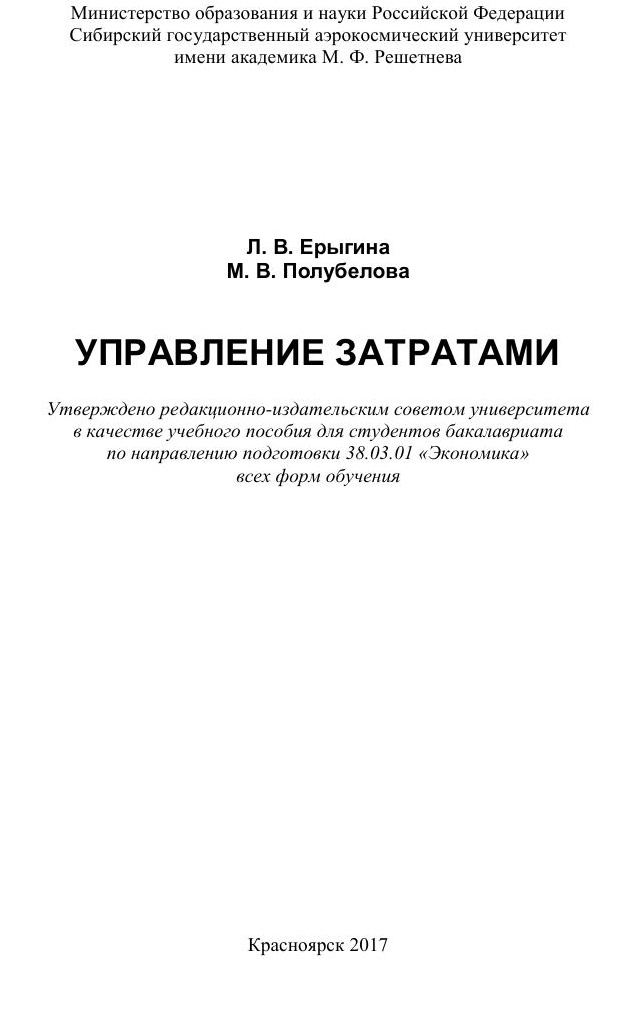 Министерство образования и науки Российской Федерации
Сибирский государственный аэрокосмический университет
имени академика М. Ф. Решетнева
Л. В. Ерыгина
М. В. Полубелова
УПРАВЛЕНИЕ ЗАТРАТАМИ
Утверждено редакционно-издательским советом университета
в качестве учебного пособия для студентов бакалавриата
по направлению подготовки 38.03.01 «Экономика»
всех форм обучения
Красноярск 2017